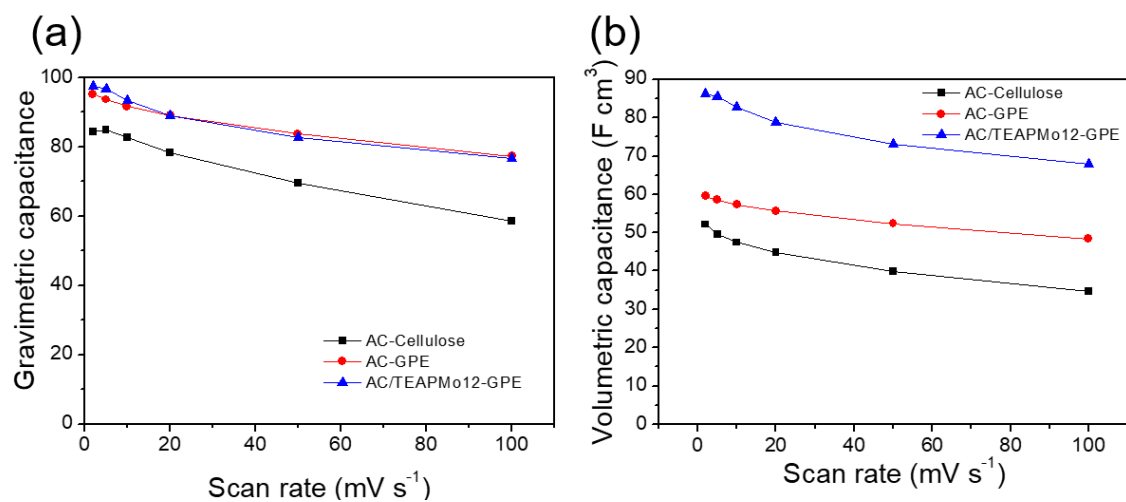 (a)
Gravimetric capacitance
100
80
60
40
20
0
0 20 40 60 80 100
Scan rate (mV s⁻¹)
AC-Cellulose
AC-GPE
AC/TEAPMo12-GPE
(b)
Volumetric capacitance (F cm³)
90
80
70
60
50
40
30
20
10
0
0 20 40 60 80 100
Scan rate (mV s⁻¹)
AC-Cellulose
AC-GPE
AC/TEAPMo12-GPE